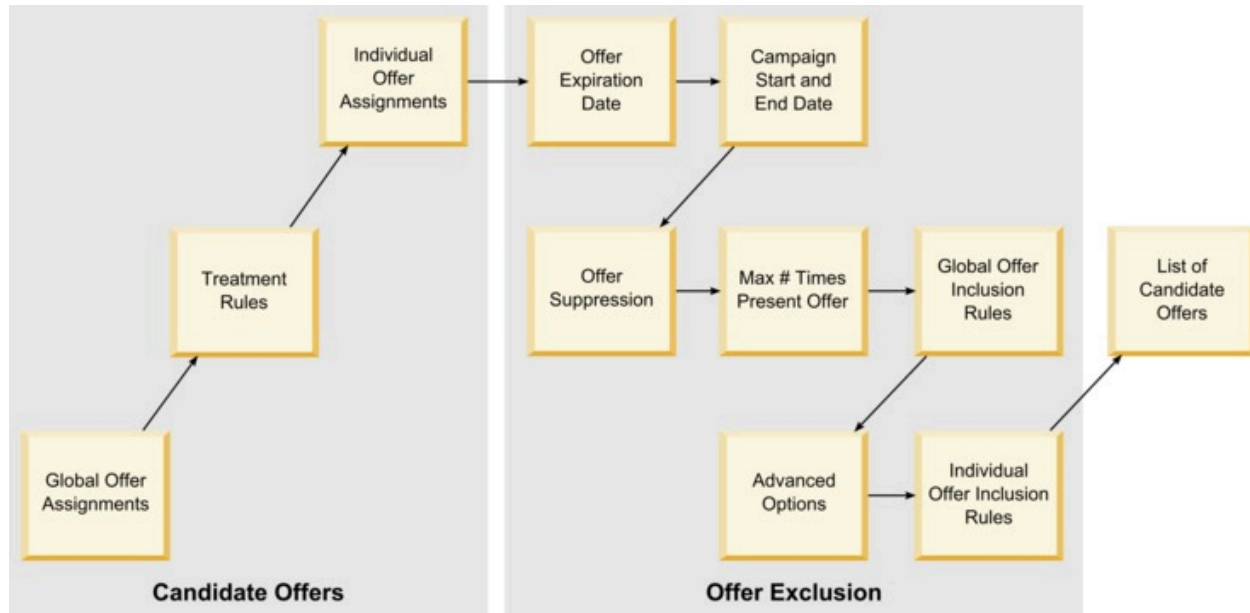 Individual
Offer
Assignments
Offer
Expiration
Date
Campaign
Start and
End Date
Treatment
Rules
Offer
Suppression
Max # Times
Present Offer
Global Offer
Inclusion
Rules
List of
Candidate
Offers
Global Offer
Assignments
Advanced
Options
Individual
Offer Inclusion
Rules
Candidate Offers
Offer Exclusion